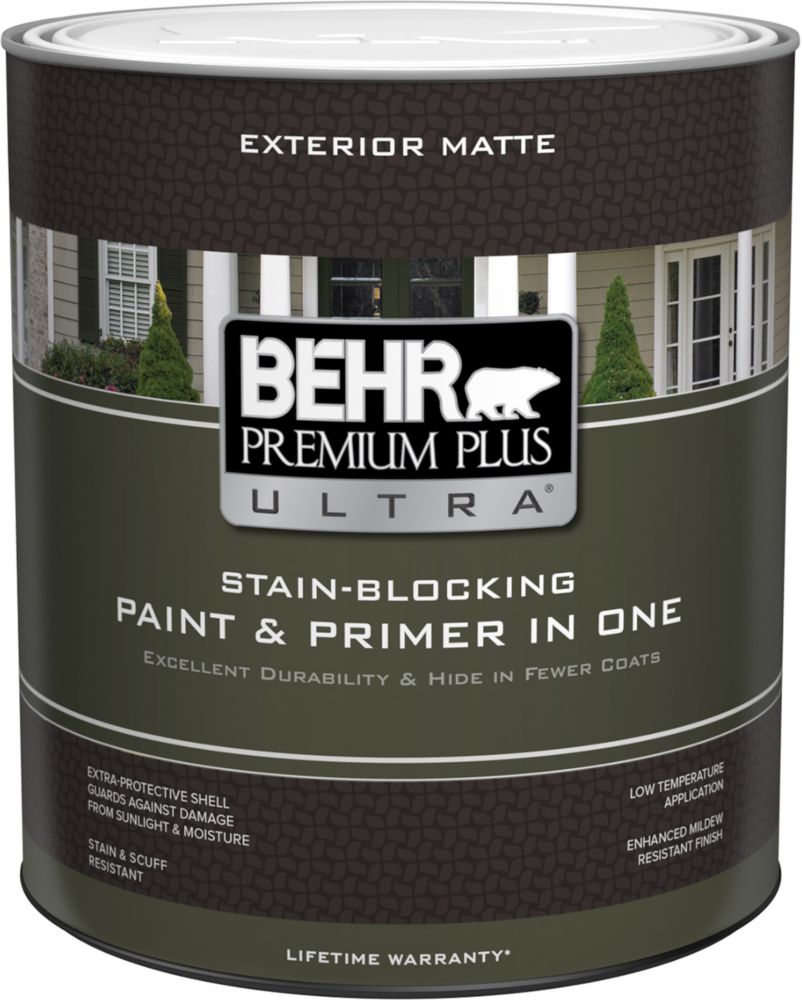 EXTERIOR MATTE
BEHR
PREMIUM PLUS
ULTRA®
STAIN-BLOCKING
PAINT & PRIMER IN ONE
EXCELLENT DURABILITY & HIDE IN FEWER COATS
EXTRA-PROTECTIVE SHELL
GUARDS AGAINST DAMAGE
FROM SUNLIGHT & MOISTURE
STAIN & SCUFF
RESISTANT
LOW TEMPERATURE
APPLICATION
ENHANCED MILDEW
RESISTANT FINISH
LIFETIME WARRANTY*